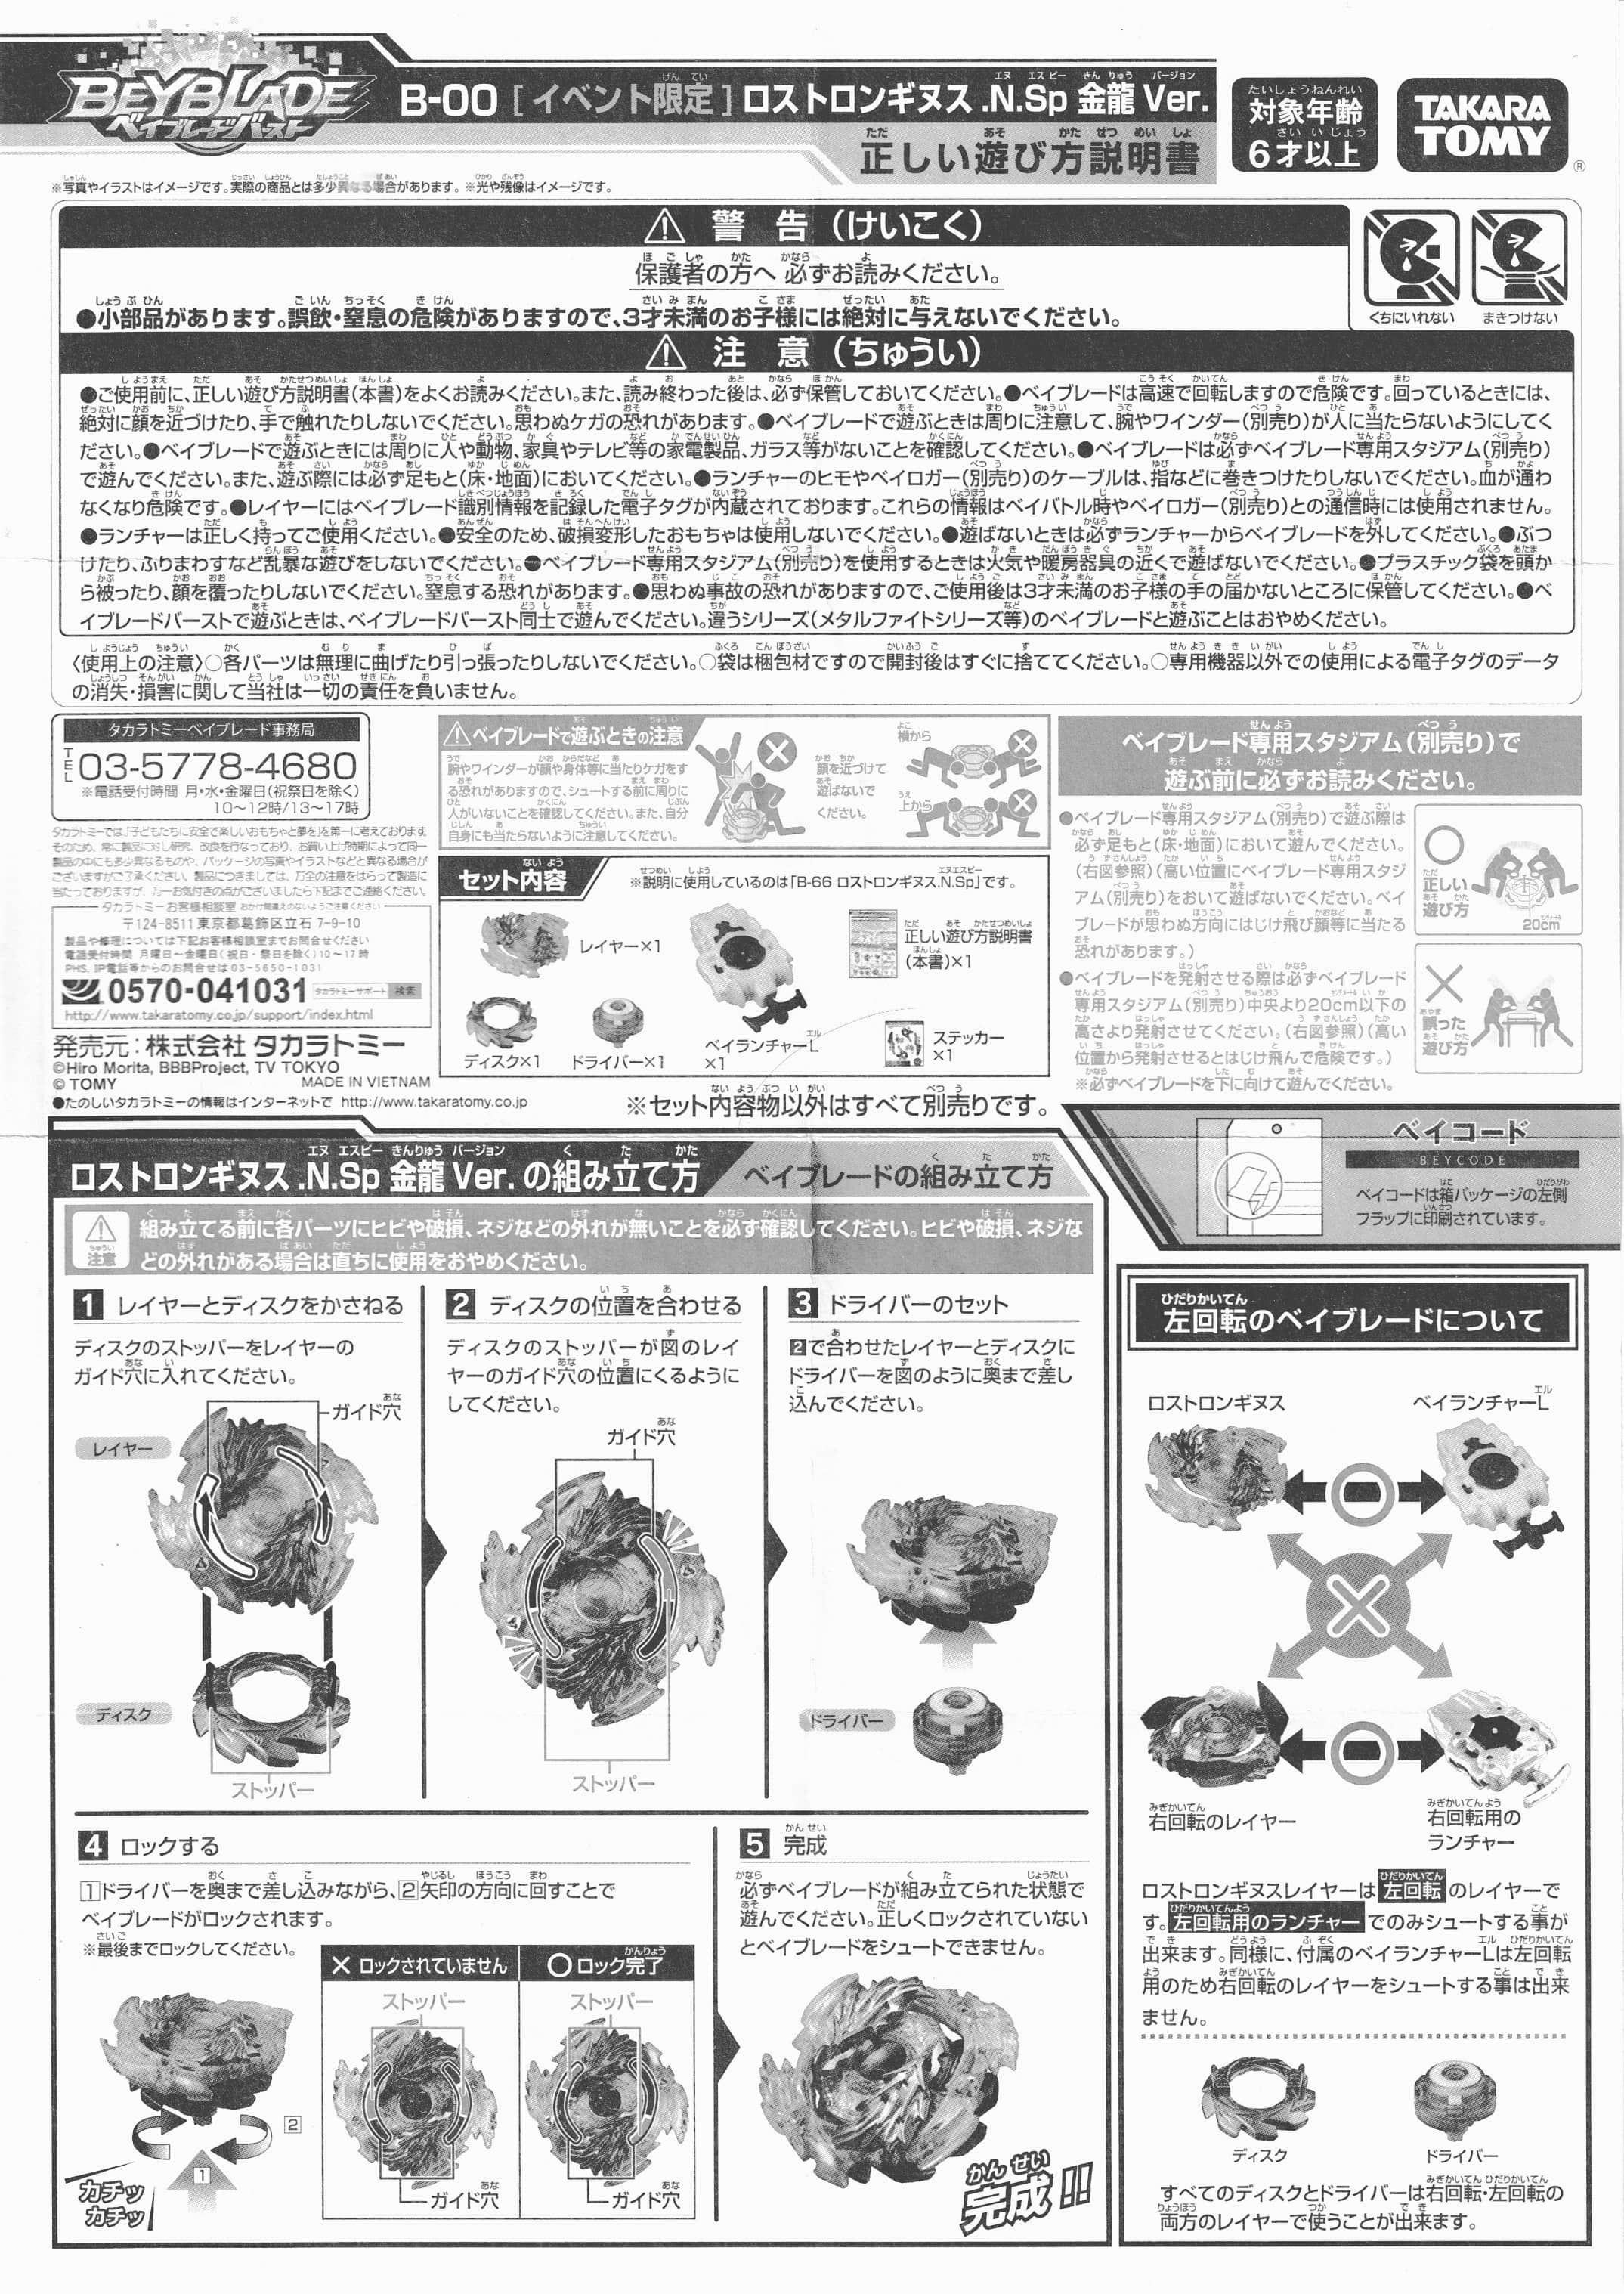 BEYBLADE
ベイブレードバースト
B-00 [イベント限定] ロストロンギヌス .N.Sp 金龍 Ver.
正しい遊び方説明書
対象年齢
6才以上
TAKARA
TOMY
®
※写真やイラストはイメージです。実際の商品とは多少異なる場合があります。※光や残像はイメージです。
⚠ 警 告（けいこく）
保護者の方へ 必ずお読みください。
●小部品があります。誤飲・窒息の危険がありますので、3才未満のお子様には絶対に与えないでください。
くちにいれない
まきつけない
⚠ 注 意（ちゅうい）
●ご使用前に、正しい遊び方説明書(本書)をよくお読みください。また、読み終わった後は、必ず保管しておいてください。●ベイブレードは高速で回転しますので危険です。回っているときには、
絶対に顔を近づけたり、手で触れたりしないでください。思わぬケガの恐れがあります。●ベイブレードで遊ぶときは周りに注意して、腕やワインダー(別売り)が人に当たらないようにしてく
ださい。●ベイブレードで遊ぶときには周りに人や動物、家具やテレビ等の家電製品、ガラス等がないことを確認してください。●ベイブレードは必ずベイブレード専用スタジアム(別売り)
で遊んでください。また、遊ぶ際には必ず足もと(床・地面)においてください。●ランチャーのヒモやベイロガー(別売り)のケーブルは、指などに巻きつけたりしないでください。血が通わ
なくなり危険です。●レイヤーにはベイブレード識別情報を記録した電子タグが内蔵されております。これらの情報はベイバトル時やベイロガー(別売り)との通信時には使用されません。
●ランチャーは正しく持ってご使用ください。●安全のため、破損変形したおもちゃは使用しないでください。●遊ばないときは必ずランチャーからベイブレードを外してください。●ぶつ
けたり、ふりまわすなど乱暴な遊びをしないでください。●ベイブレード専用スタジアム(別売り)を使用するときは火気や暖房器具の近くで遊ばないでください。●プラスチック袋を頭か
ら被ったり、顔を覆ったりしないでください。窒息する恐れがあります。●思わぬ事故の恐れがありますので、ご使用後は3才未満のお子様の手の届かないところに保管してください。●ベ
イブレードバーストで遊ぶときは、ベイブレードバースト同士で遊んでください。違うシリーズ(メタルファイトシリーズ等)のベイブレードと遊ぶことはおやめください。
〈使用上の注意〉○各パーツは無理に曲げたり引っ張ったりしないでください。○袋は梱包材ですので開封後はすぐに捨ててください。○専用機器以外での使用による電子タグのデータ
の消失・損害に関して当社は一切の責任を負いません。
タカラトミーベイブレード事務局
TEL 03-5778-4680
※電話受付時間 月・水・金曜日(祝祭日を除く)
10～12時/13～17時
タカラトミーでは、「子どもたちに安全で楽しいおもちゃと夢を」を第一に考えております。
そのため、常に製品に対し研究、改良を行なっており、お買い上げ時期によって同一
製品の中にも多少異なるものや、パッケージの写真やイラストなどと異なる場合が
ございますがご了承ください。製品につきましては、万全の注意をはらって製造に
当たっておりますが、万一お気付きの点がございましたら下記までご連絡ください。
タカラトミーお客様相談室 おかけ間違えのないようご注意ください
〒124-8511 東京都葛飾区立石 7-9-10
製品や修理については下記お客様相談室までお問合せください
電話受付時間 月曜日～金曜日(祝日・祭日を除く)10～17時
PHS、IP電話等からのお問合せは03-5650-1031
0570-041031 タカラトミーサポート 検索
http://www.takaratomy.co.jp/support/index.html
発売元：株式会社 タカラトミー
©Hiro Morita, BBBProject, TV TOKYO
© TOMY MADE IN VIETNAM
●たのしいタカラトミーの情報はインターネットで http://www.takaratomy.co.jp
⚠ベイブレードで遊ぶときの注意
腕やワインダーが顔や身体等に当たりケガをす
る恐れがありますので、シュートする前に周りに
人がいないことを確認してください。また、自分
自身にも当たらないように注意してください。
顔を近づけて
遊ばないで
ください。
横から
上から
セット内容
※説明に使用しているのは「B-66 ロストロンギヌス.N.Sp」です。
レイヤー×1
ディスク×1
ドライバー×1
ベイランチャーL
×1
正しい遊び方説明書
(本書)×1
ステッカー
×1
※セット内容物以外はすべて別売りです。
ベイブレード専用スタジアム(別売り)で
遊ぶ前に必ずお読みください。
●ベイブレード専用スタジアム(別売り)で遊ぶ際は
必ず足もと(床・地面)において遊んでください。
(右図参照)(高い位置にベイブレード専用スタジ
アム(別売り)をおいて遊ばないでください。ベイ
ブレードが思わぬ方向にはじけ飛び顔等に当たる
恐れがあります。)
●ベイブレードを発射させる際は必ずベイブレード
専用スタジアム(別売り)中央より20cm以下の
高さより発射させてください。(右図参照)(高い
位置から発射させるとはじけ飛んで危険です。)
※必ずベイブレードを下に向けて遊んでください。
正しい
遊び方
20cm
誤った
遊び方
ベイコード
BEYCODE
ベイコードは箱パッケージの左側
フラップに印刷されています。
ロストロンギヌス .N.Sp 金龍 Ver. の組み立て方
ベイブレードの組み立て方
⚠ 注意
組み立てる前に各パーツにヒビや破損、ネジなどの外れが無いことを必ず確認してください。ヒビや破損、ネジな
どの外れがある場合は直ちに使用をおやめください。
1 レイヤーとディスクをかさねる
ディスクのストッパーをレイヤーの
ガイド穴に入れてください。
ガイド穴
レイヤー
ディスク
ストッパー
2 ディスクの位置を合わせる
ディスクのストッパーが図のレイ
ヤーのガイド穴の位置にくるように
してください。
ガイド穴
ストッパー
3 ドライバーのセット
2で合わせたレイヤーとディスクに
ドライバーを図のように奥まで差し
込んでください。
ドライバー
4 ロックする
1ドライバーを奥まで差し込みながら、2矢印の方向に回すことで
ベイブレードがロックされます。
※最後までロックしてください。
× ロックされていません
○ロック完了
ストッパー
ストッパー
ガイド穴
ガイド穴
2
1
カチッ
カチッ
5 完成
必ずベイブレードが組み立てられた状態で
遊んでください。正しくロックされていない
とベイブレードをシュートできません。
完成!!
左回転のベイブレードについて
ロストロンギヌス
ベイランチャーL
右回転のレイヤー
右回転用の
ランチャー
ロストロンギヌスレイヤーは 左回転 のレイヤーで
す。左回転用のランチャー でのみシュートする事が
出来ます。同様に、付属のベイランチャーLは左回転
用のため右回転のレイヤーをシュートする事は出来
ません。
ディスク
ドライバー
すべてのディスクとドライバーは右回転・左回転の
両方のレイヤーで使うことが出来ます。